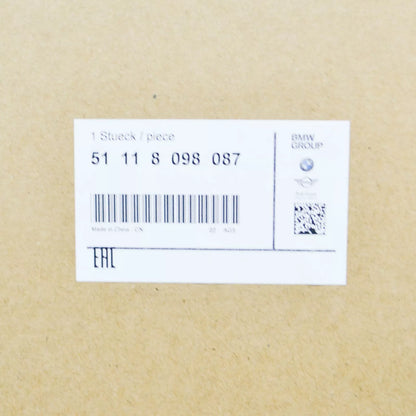 1 Stueck / piece
51 11 8 098 087
Made in China CN
EAC
BMW
GROUP